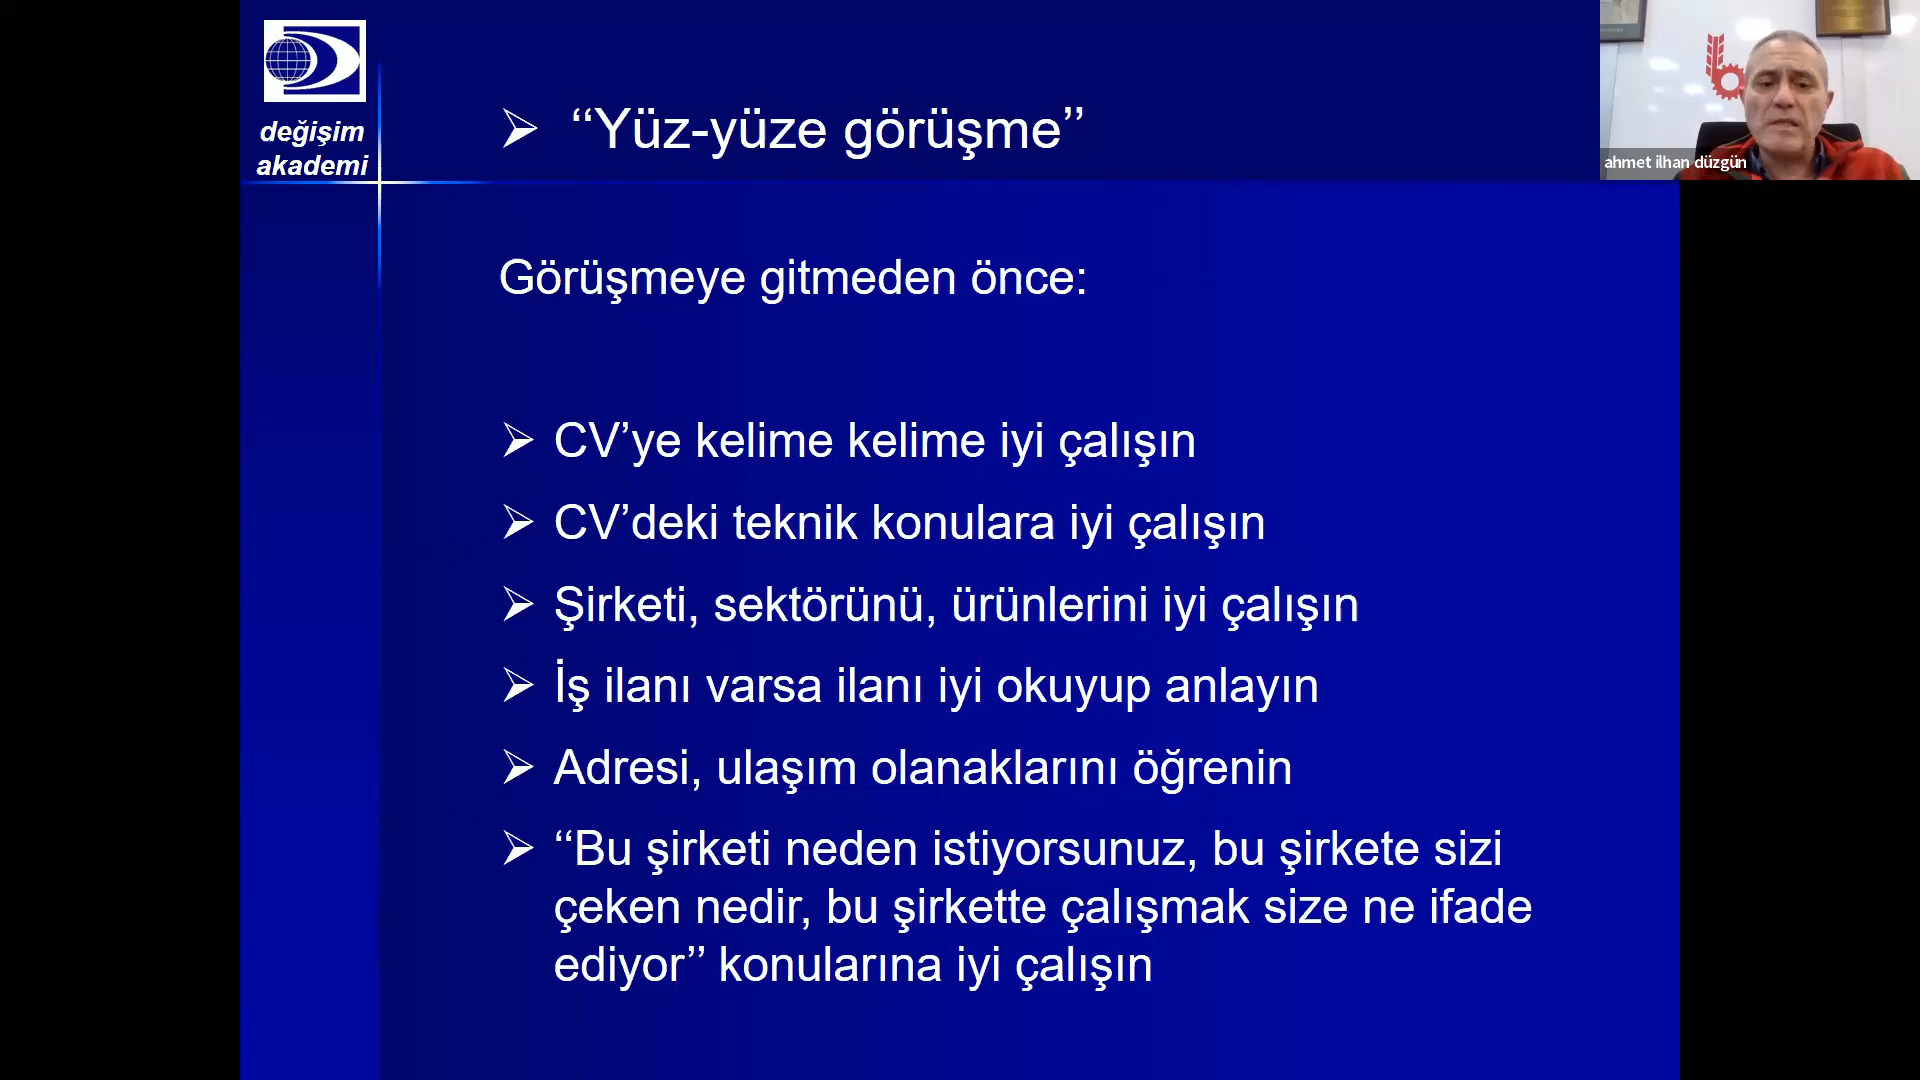 değişim
akademi
➢ “Yüz-yüze görüşme”
ahmet ilhan düzgün
Görüşmeye gitmeden önce:
➢ CV’ye kelime kelime iyi çalışın
➢ CV’deki teknik konulara iyi çalışın
➢ Şirketi, sektörünü, ürünlerini iyi çalışın
➢ İş ilanı varsa ilanı iyi okuyup anlayın
➢ Adresi, ulaşım olanaklarını öğrenin
➢ “Bu şirketi neden istiyorsunuz, bu şirkete sizi
çeken nedir, bu şirkette çalışmak size ne ifade
ediyor” konularına iyi çalışın